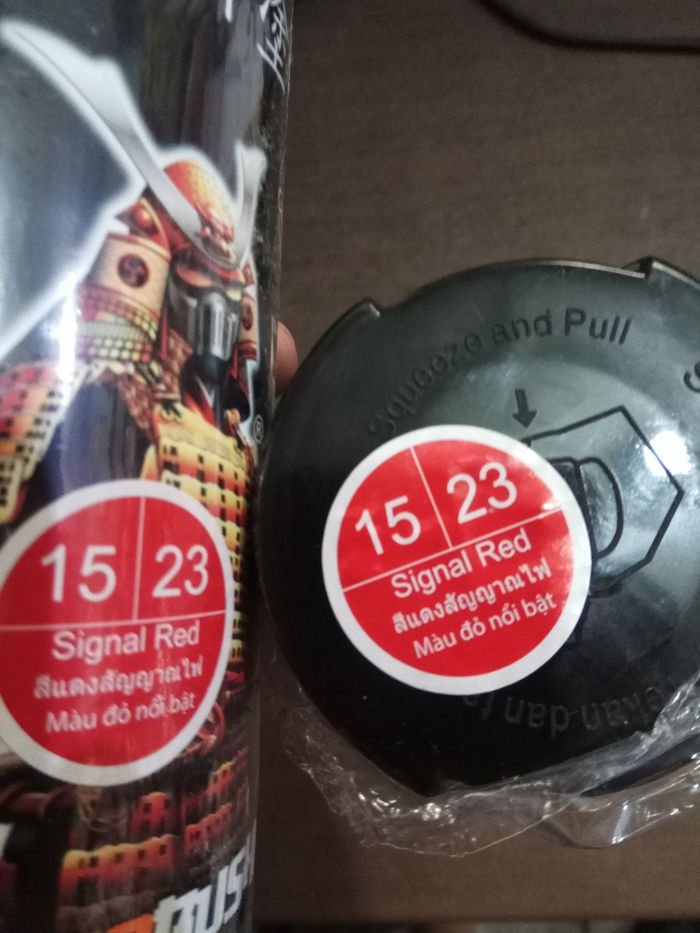 15 23
Signal Red
สีแดงสัญญาณไฟ
Màu đỏ nổi bật
®
Squeeze and Pull
15 23
Signal Red
สีแดงสัญญาณไฟ
Màu đỏ nổi bật